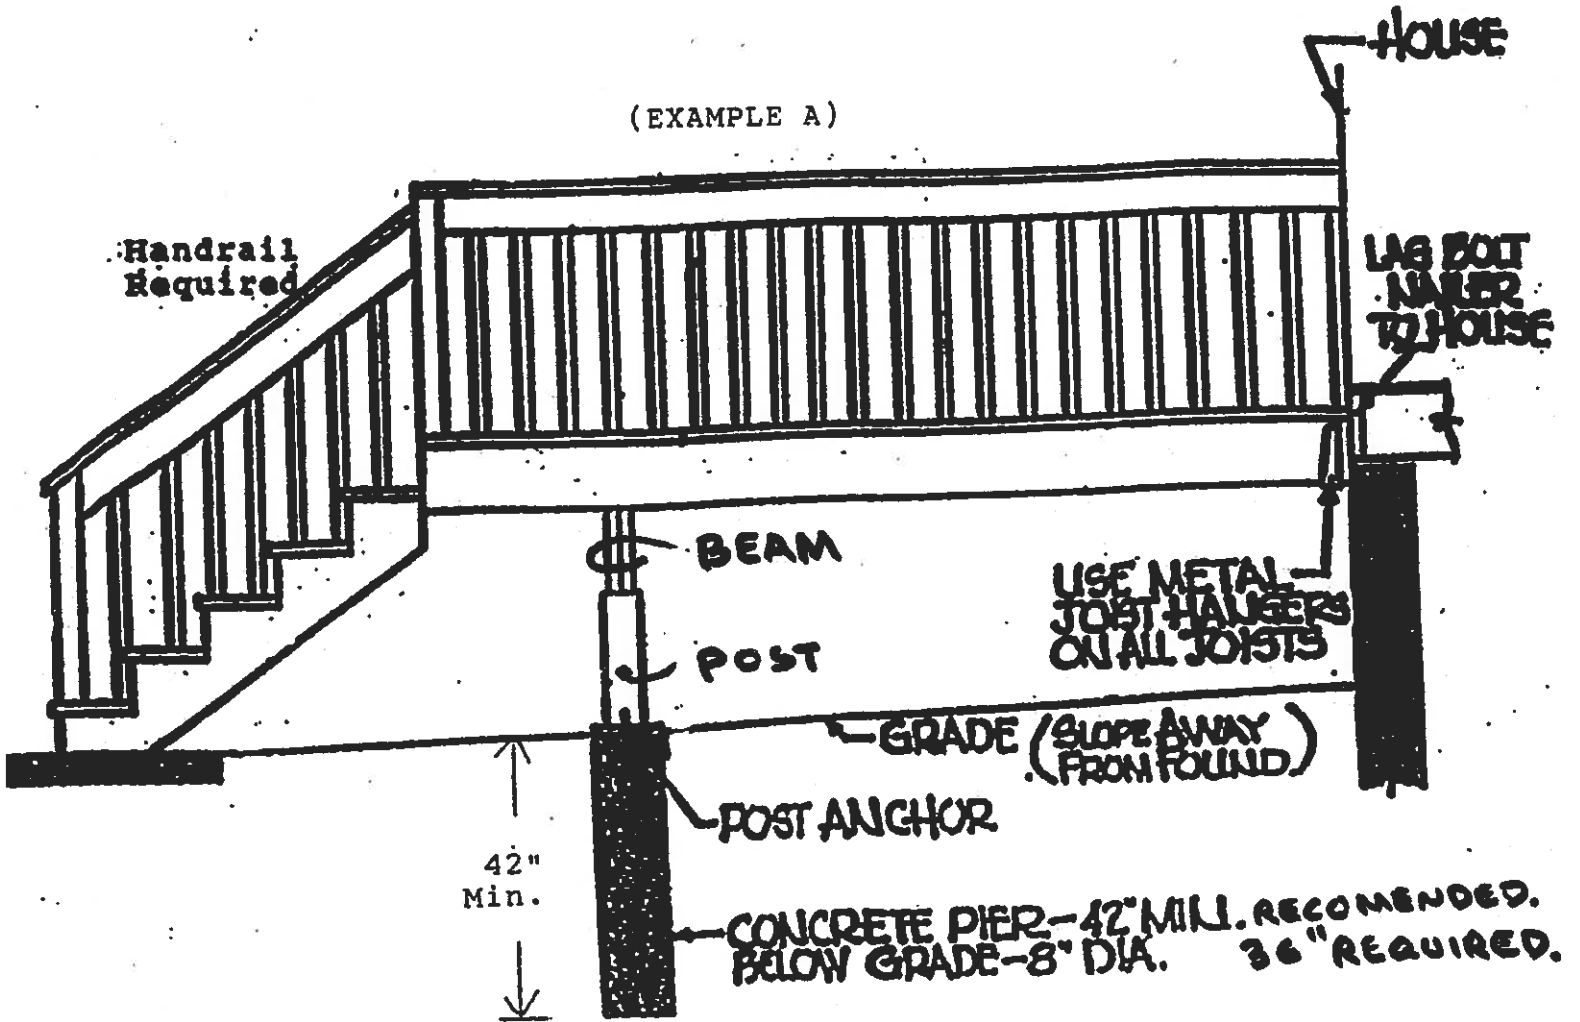 HOUSE
(EXAMPLE A)
Handrail
Required
LAG BOLT
NAILER
TO HOUSE
BEAM
USE METAL
JOIST HANGERS
ON ALL JOISTS
POST
GRADE (SLOPE AWAY
FROM FOUND)
POST ANCHOR
42"
Min.
CONCRETE PIER-42" MIN. RECOMENDED.
BELOW GRADE-8" DIA. 36" REQUIRED.